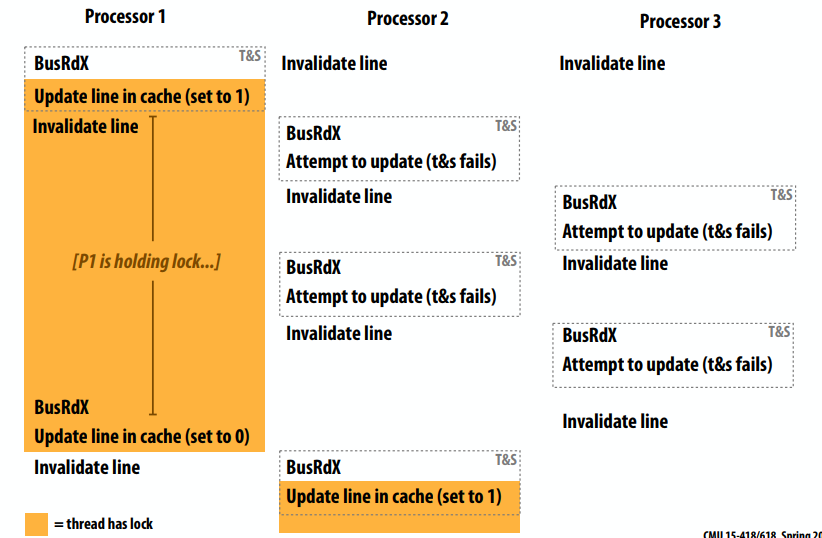 Processor 1
Processor 2
Processor 3
BusRdX
T&S
Update line in cache (set to 1)
Invalidate line
[P1 is holding lock...]
BusRdX
Update line in cache (set to 0)
Invalidate line
Invalidate line
BusRdX
T&S
Attempt to update (t&s fails)
Invalidate line
BusRdX
T&S
Attempt to update (t&s fails)
Invalidate line
BusRdX
T&S
Update line in cache (set to 1)
Invalidate line
BusRdX
T&S
Attempt to update (t&s fails)
Invalidate line
BusRdX
T&S
Attempt to update (t&s fails)
Invalidate line
= thread has lock
CMU 15-418/618, Spring 20